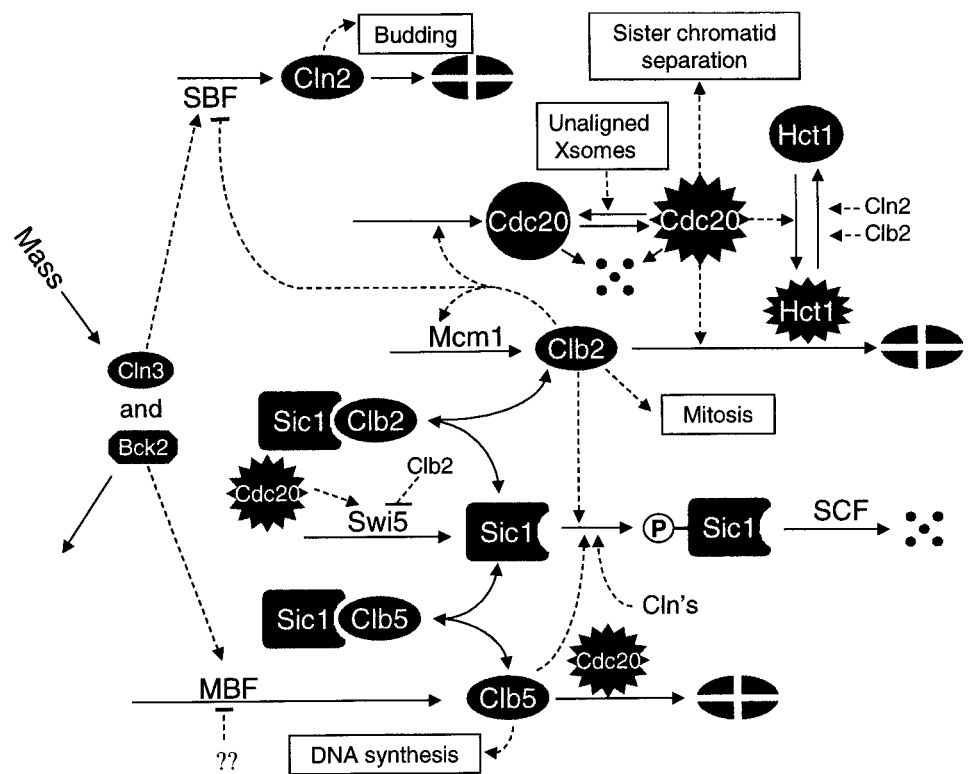 Budding
Sister chromatid
separation
Cln2
SBF
Unaligned
Xsomes
Hct1
Cdc20
Cdc20
Cln2
Clb2
Mass
Hct1
Mcm1
Clb2
Cln3
and
Bck2
Sic1
Clb2
Mitosis
Clb2
Cdc20
Swi5
Sic1
P
Sic1
SCF
Sic1
Clb5
Cln's
Cdc20
MBF
Clb5
??
DNA synthesis